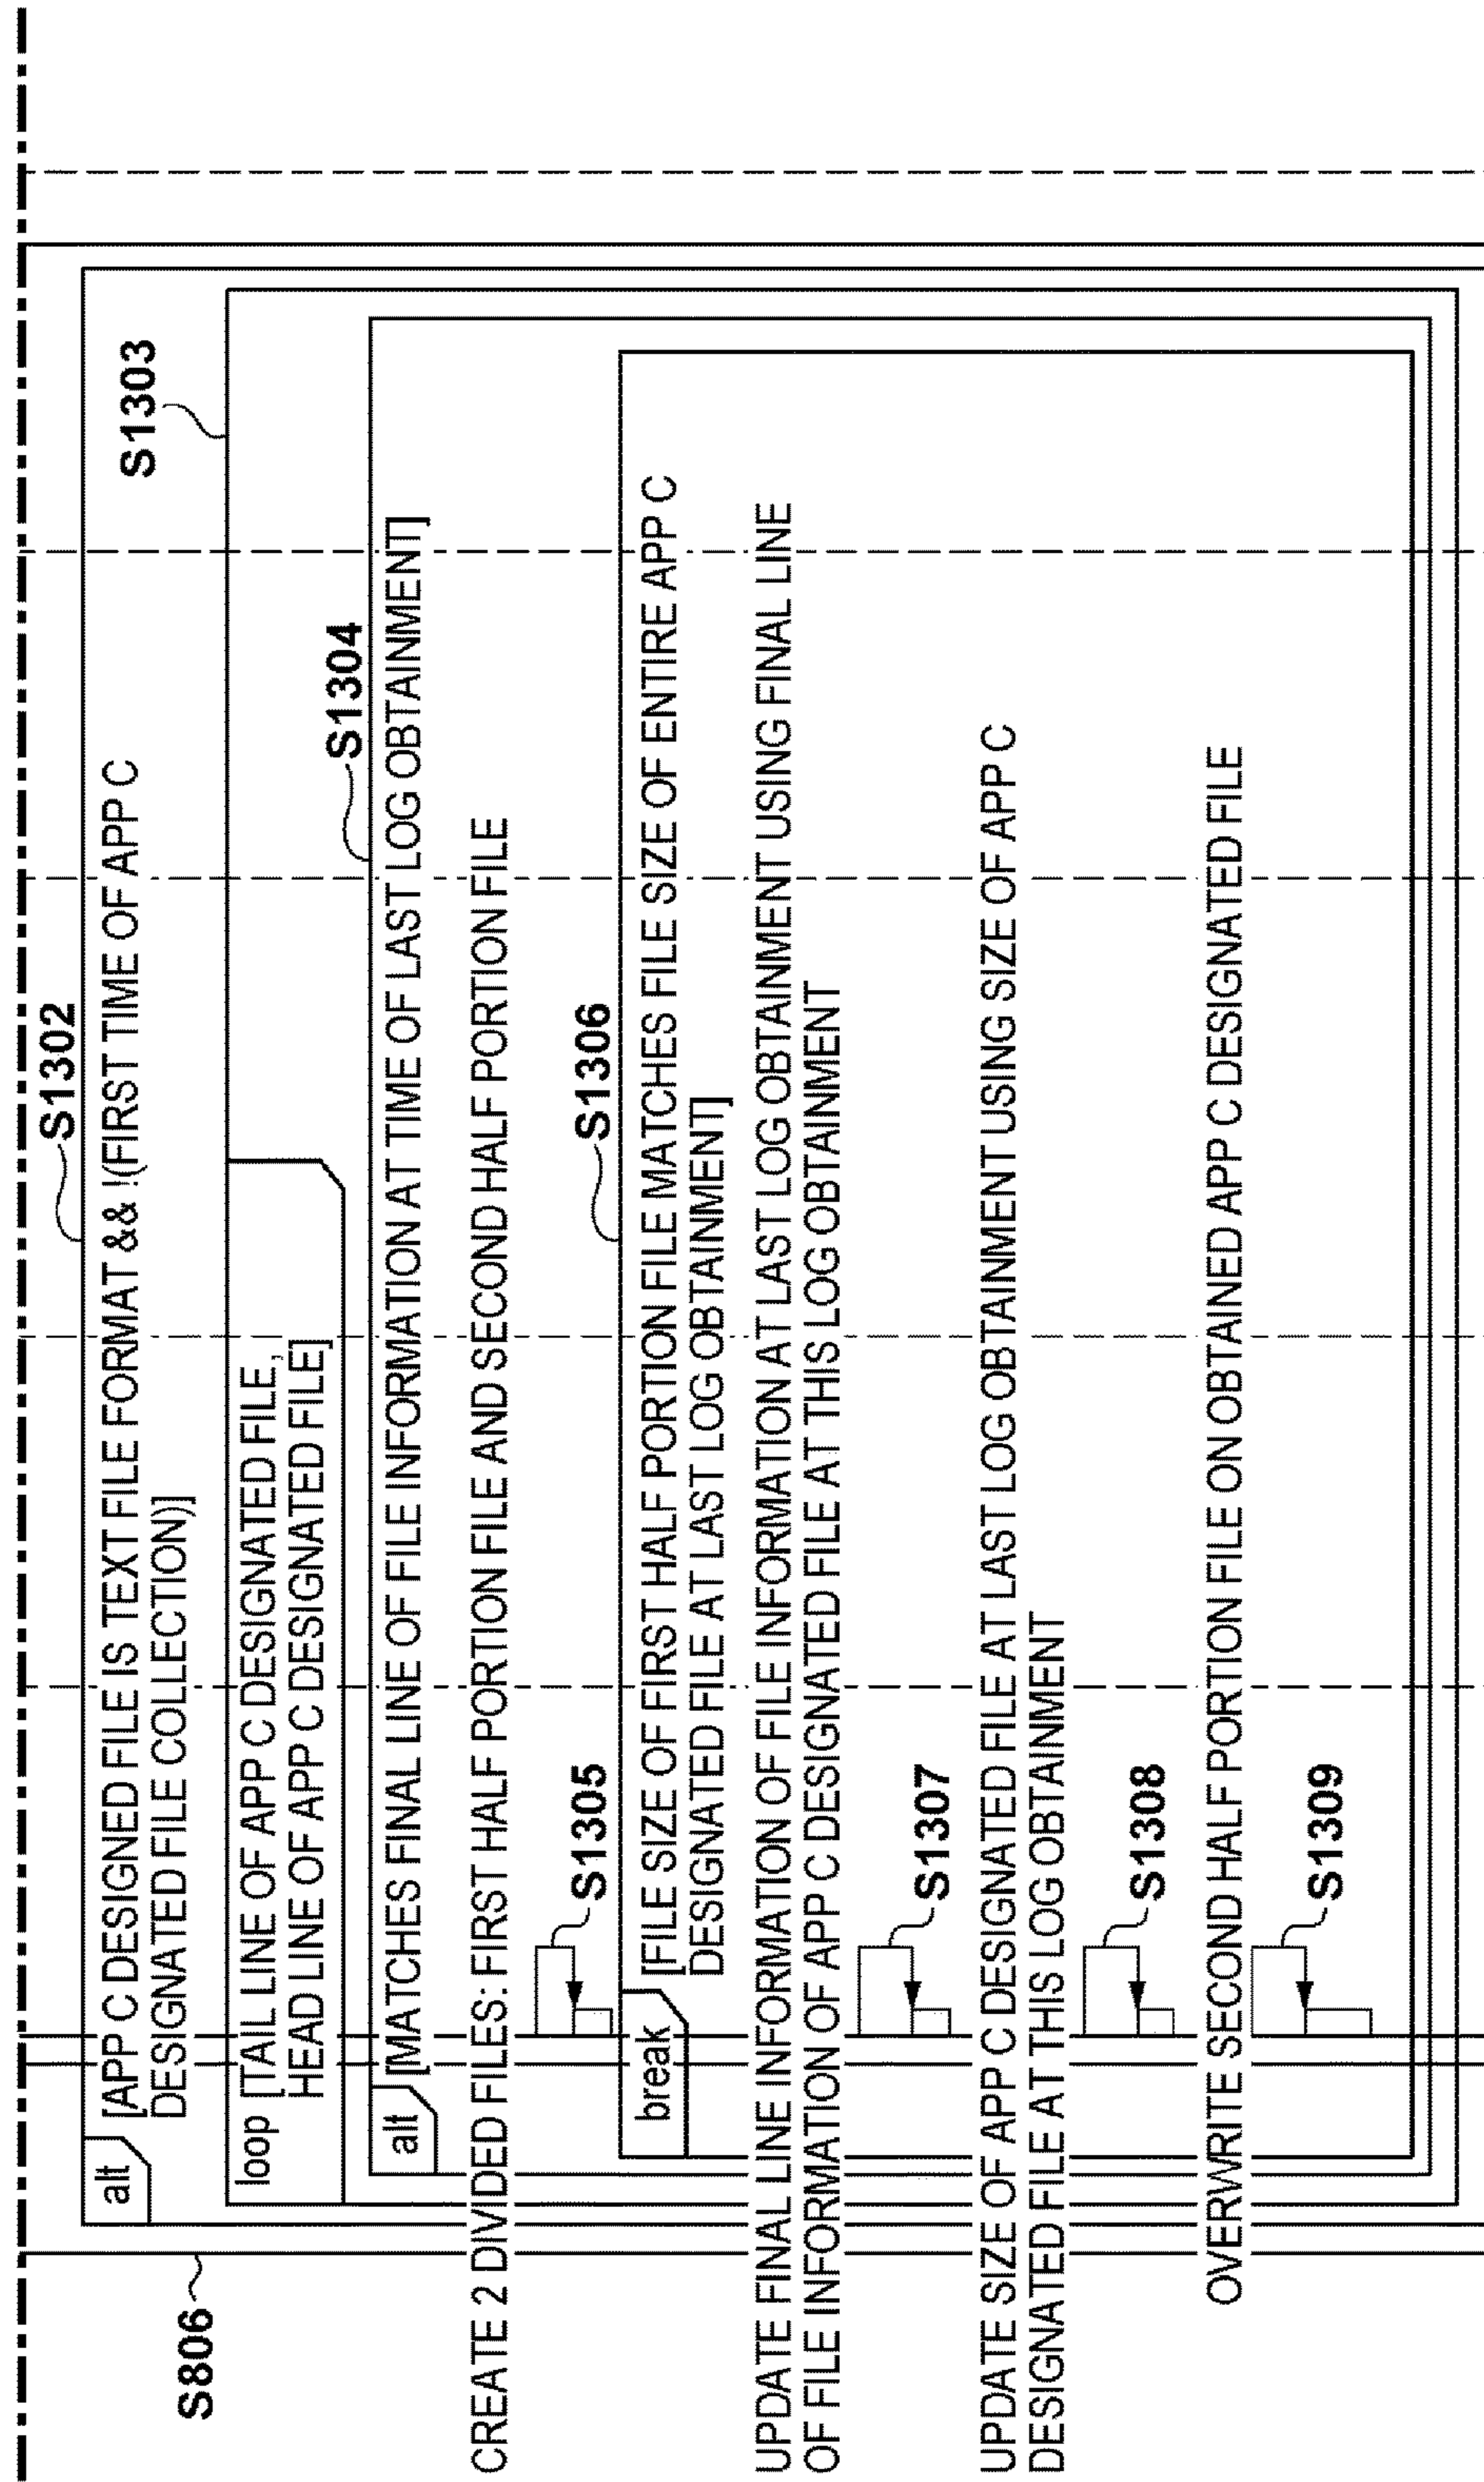 S806
S1302
alt
[APP C DESIGNED FILE IS TEXT FILE FORMAT && !(FIRST TIME OF APP C
DESIGNATED FILE COLLECTION)]
S1303
loop
[TAIL LINE OF APP C DESIGNATED FILE,
HEAD LINE OF APP C DESIGNATED FILE]
S1304
alt
[MATCHES FINAL LINE OF FILE INFORMATION AT TIME OF LAST LOG OBTAINMENT]
CREATE 2 DIVIDED FILES: FIRST HALF PORTION FILE AND SECOND HALF PORTION FILE
S1305
S1306
break
[FILE SIZE OF FIRST HALF PORTION FILE MATCHES FILE SIZE OF ENTIRE APP C
DESIGNATED FILE AT LAST LOG OBTAINMENT]
UPDATE FINAL LINE INFORMATION OF FILE INFORMATION AT LAST LOG OBTAINMENT USING FINAL LINE
OF FILE INFORMATION OF APP C DESIGNATED FILE AT THIS LOG OBTAINMENT
S1307
UPDATE SIZE OF APP C DESIGNATED FILE AT LAST LOG OBTAINMENT USING SIZE OF APP C
DESIGNATED FILE AT THIS LOG OBTAINMENT
S1308
OVERWRITE SECOND HALF PORTION FILE ON OBTAINED APP C DESIGNATED FILE
S1309